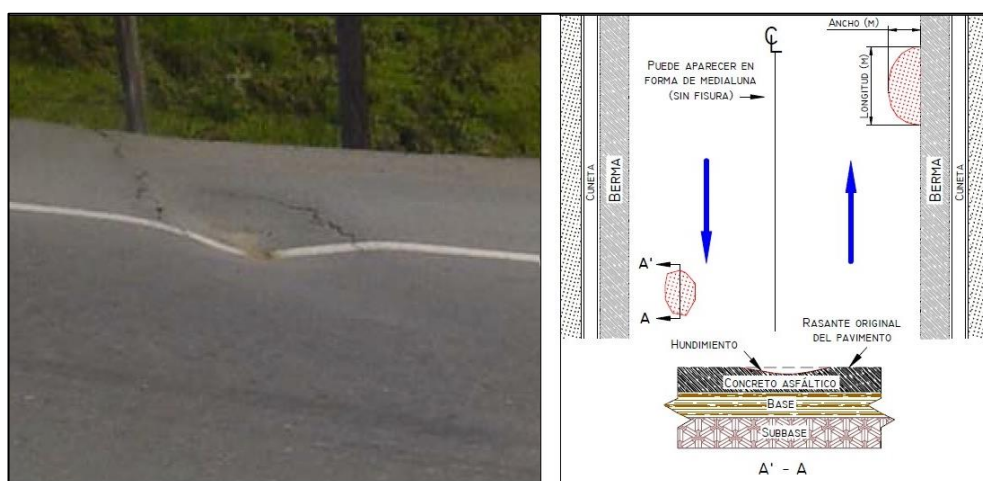 ANCHO (M)
CL
PUEDE APARECER EN
FORMA DE MEDIALUNA
(SIN FISURA)
LONGITUD (M)
CUNETA
BERMA
BERMA
CUNETA
A'
A
HUNDIMIENTO
RASANTE ORIGINAL
DEL PAVIMENTO
CONCRETO ASFÁLTICO
BASE
SUBBASE
A' - A